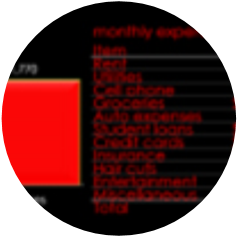 monthly expe
Item
Rent
Utilities
Cell phone
Groceries
Auto expenses
Student loans
Credit cards
Insurance
Hair cuts
Entertainment
Miscellaneous
Total